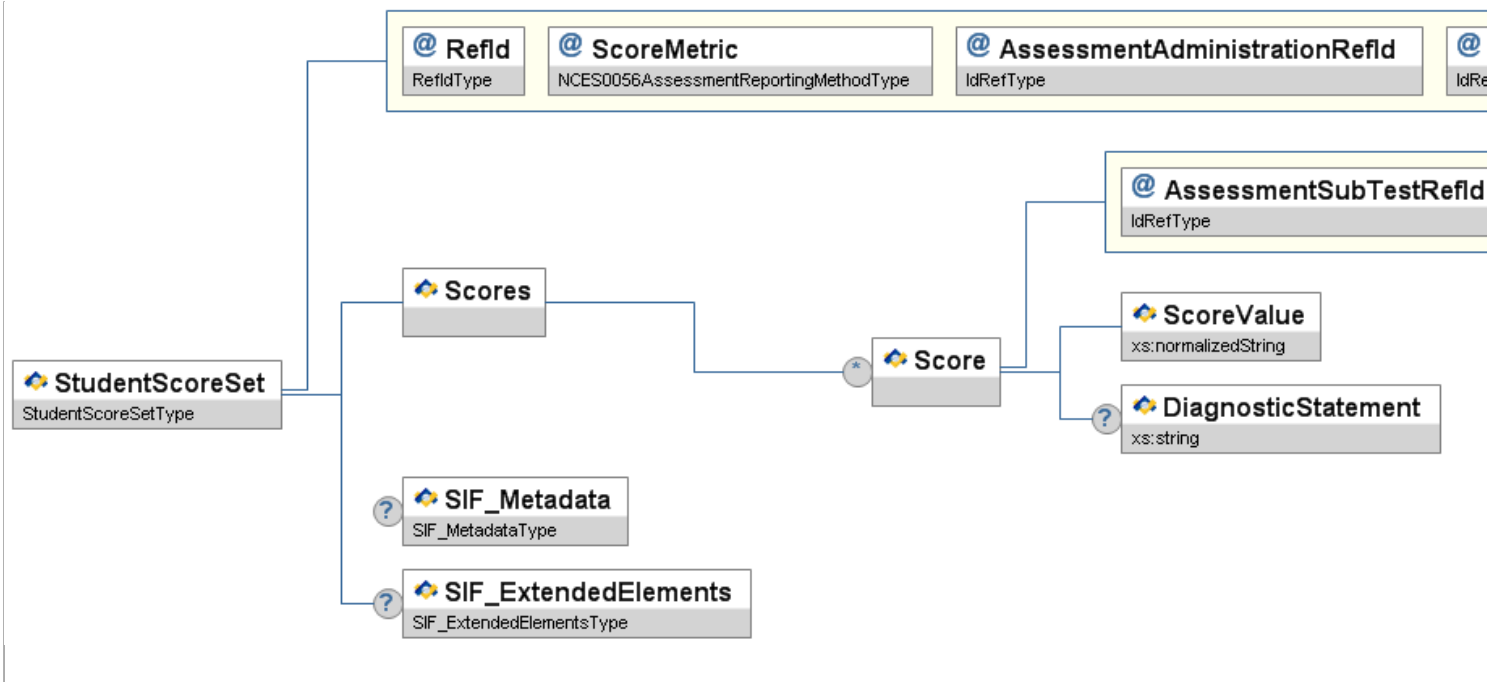 @ RefId
RefIdType
@ ScoreMetric
NCES0056AssessmentReportingMethodType
@ AssessmentAdministrationRefId
IdRefType
@
IdRe
@ AssessmentSubTestRefId
IdRefType
Scores
ScoreValue
xs:normalizedString
* Score
StudentScoreSet
StudentScoreSetType
? DiagnosticStatement
xs:string
? SIF_Metadata
SIF_MetadataType
? SIF_ExtendedElements
SIF_ExtendedElementsType